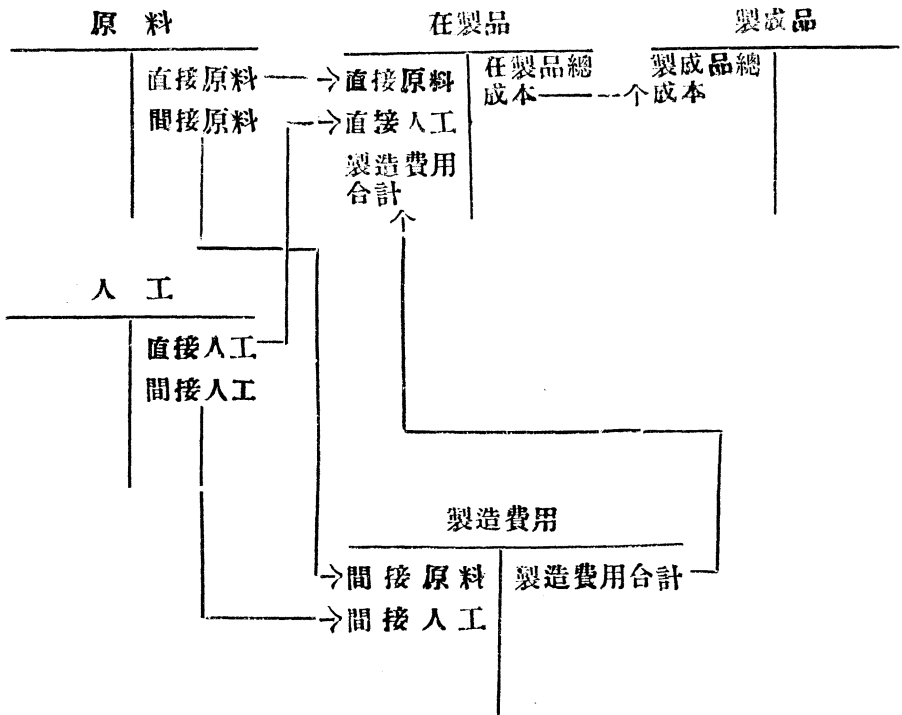 原料
直接原料
間接原料
在製品
直接原料
直接人工
製造費用
合計
在製品總
成本
製成品
製成品總
成本
人工
直接人工
間接人工
製造費用
間接原料
間接人工
製造費用合計